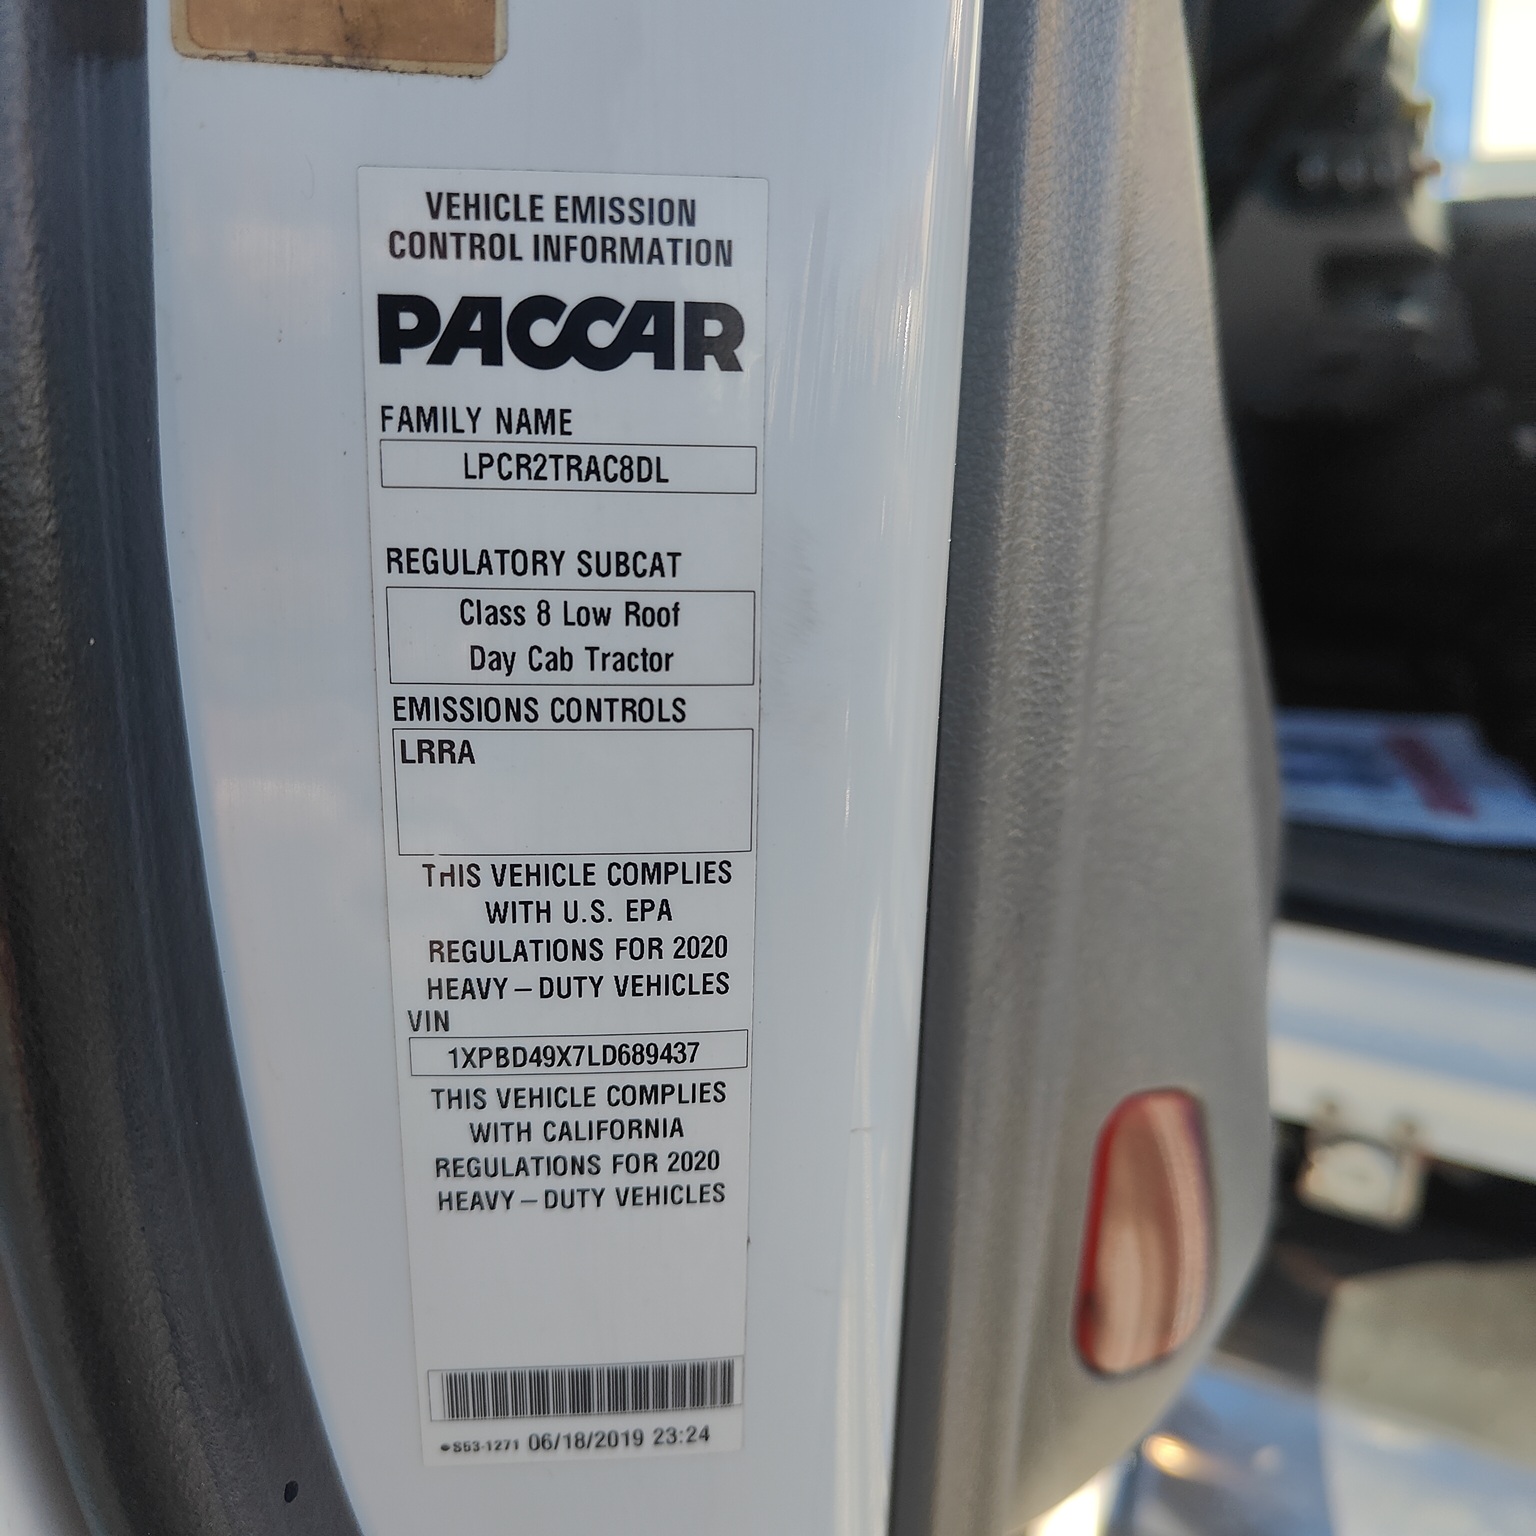 VEHICLE EMISSION
CONTROL INFORMATION
PACCAR
FAMILY NAME
LPCR2TRAC8DL
REGULATORY SUBCAT
Class 8 Low Roof
Day Cab Tractor
EMISSIONS CONTROLS
LRRA
THIS VEHICLE COMPLIES
WITH U.S. EPA
REGULATIONS FOR 2020
HEAVY – DUTY VEHICLES
VIN
1XPBD49X7LD689437
THIS VEHICLE COMPLIES
WITH CALIFORNIA
REGULATIONS FOR 2020
HEAVY – DUTY VEHICLES
S53-1271 06/18/2019 23:24